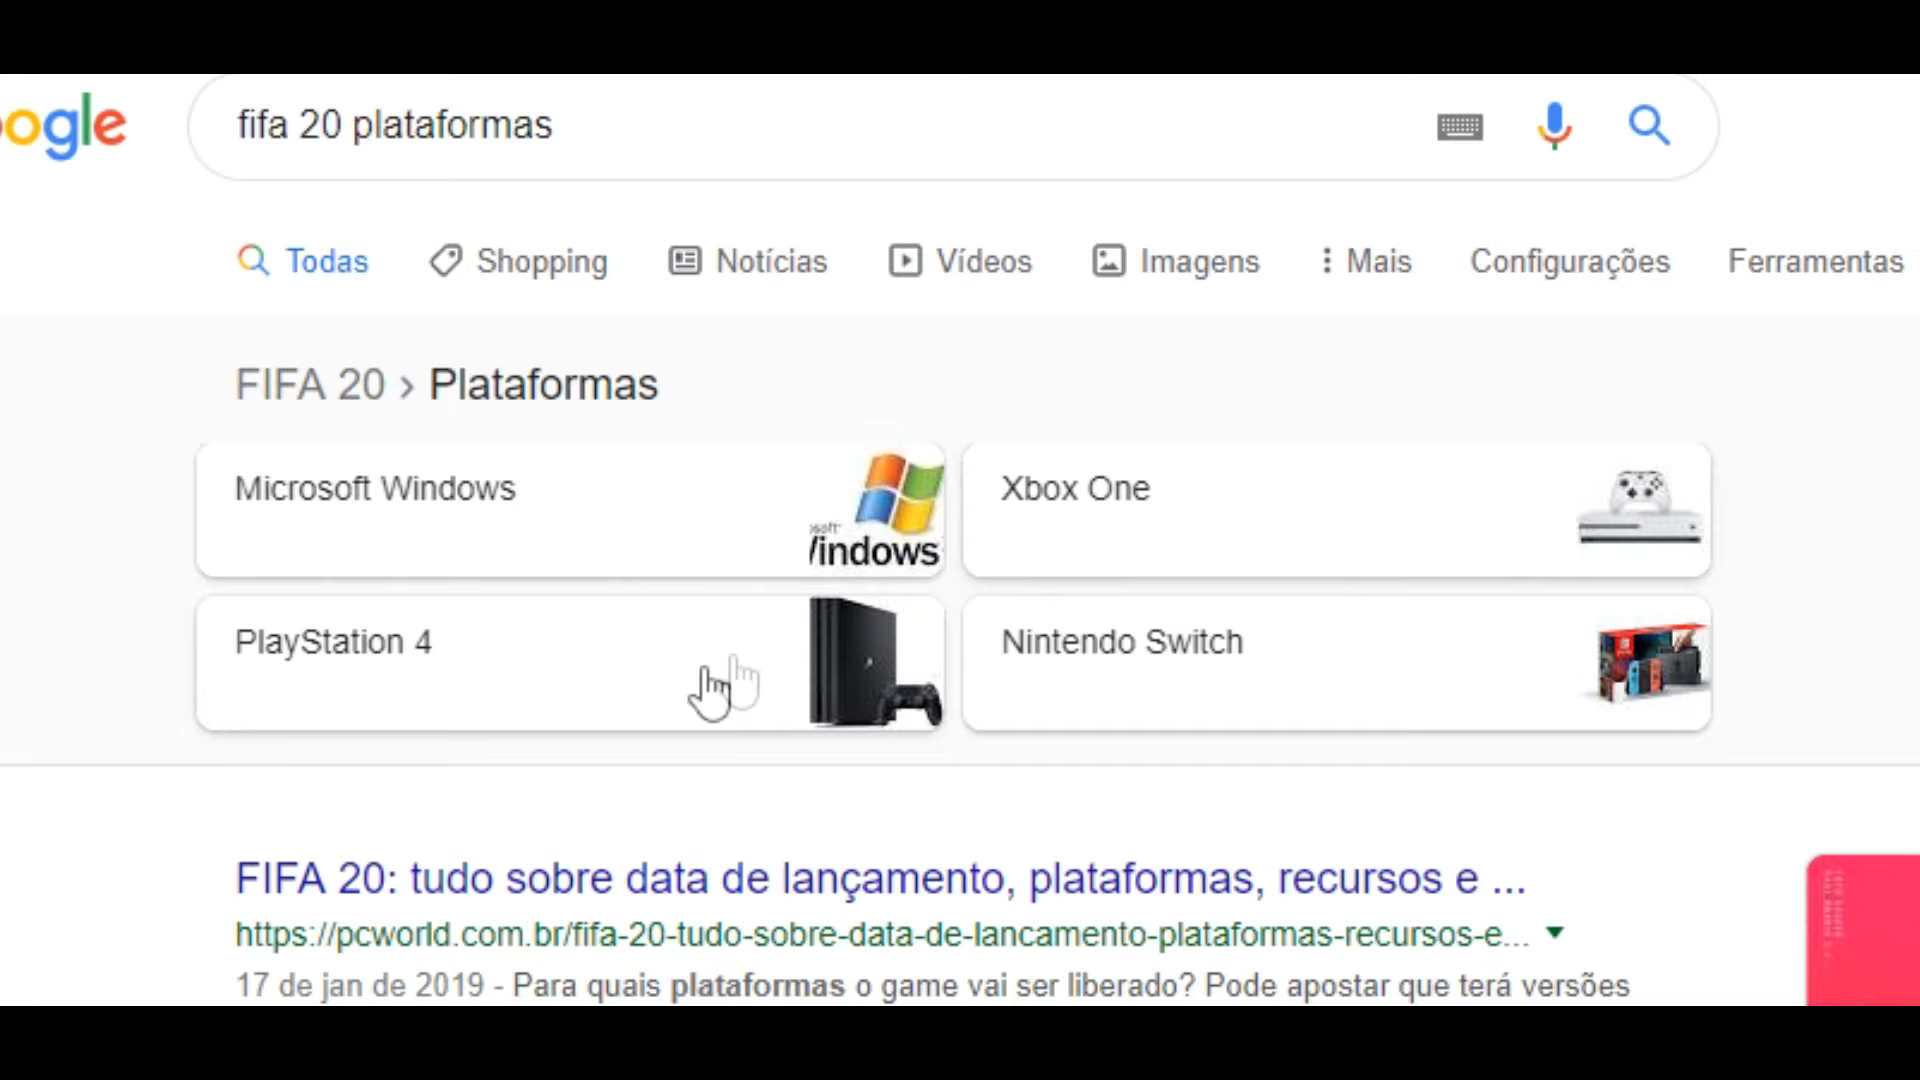 ogle
fifa 20 plataformas
Todas Shopping Notícias Vídeos Imagens Mais Configurações Ferramentas
FIFA 20 › Plataformas
Microsoft Windows
soft
indows
Xbox One
PlayStation 4
Nintendo Switch
FIFA 20: tudo sobre data de lançamento, plataformas, recursos e ...
https://pcworld.com.br/fifa-20-tudo-sobre-data-de-lancamento-plataformas-recursos-e...
17 de jan de 2019 - Para quais plataformas o game vai ser liberado? Pode apostar que terá versões